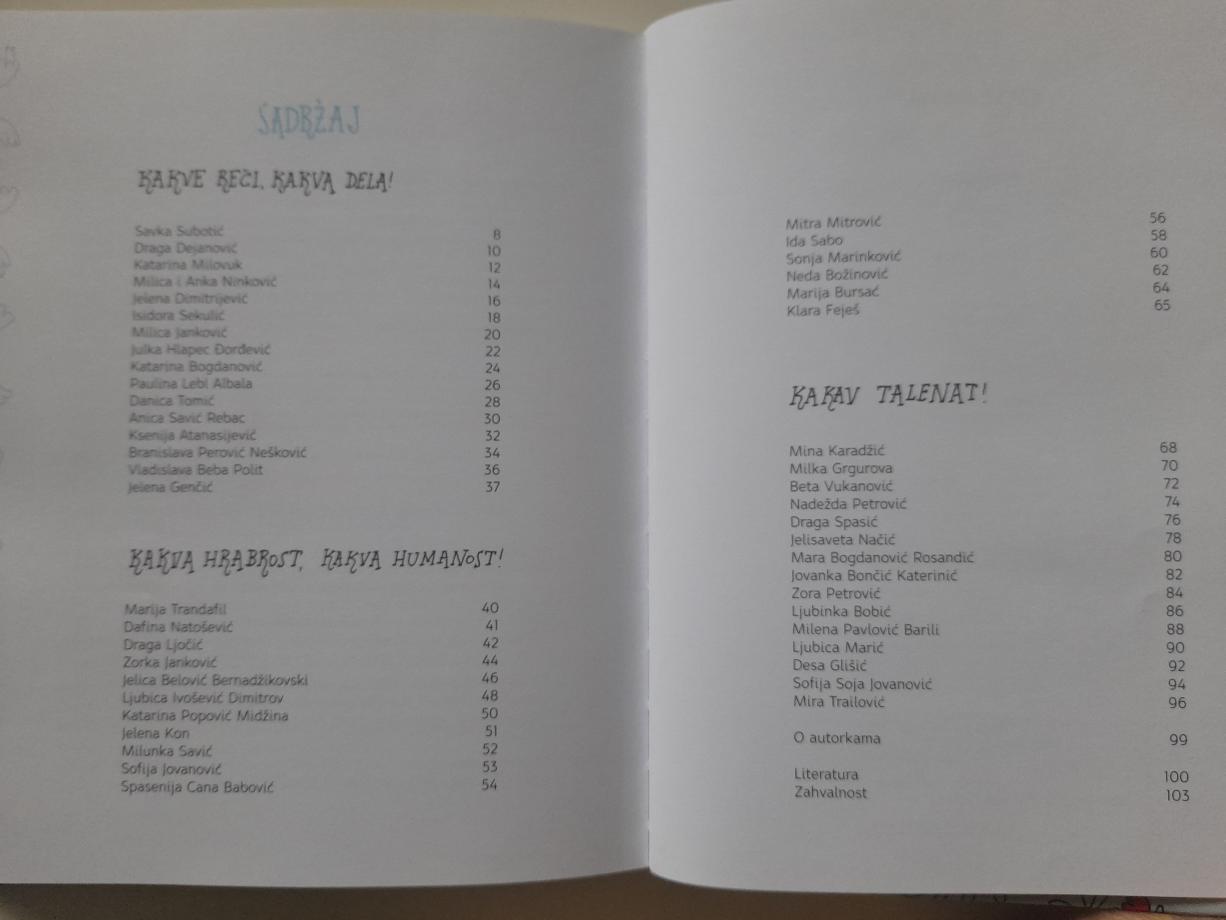 SADRŽAJ
KAKVE REČI, KAKVA DELA!
Savka Subotić 8
Draga Dejanović 10
Katarina Milovuk 12
Milica i Anka Ninković 14
Jelena Dimitrijević 16
Isidora Sekulić 18
Milica Janković 20
Julka Hlapec Đorđević 22
Katarina Bogdanović 24
Paulina Lebl Albala 26
Danica Tomić 28
Anica Savić Rebac 30
Ksenija Atanasijević 32
Branislava Perović Nešković 34
Vladislava Beba Polit 36
Jelena Genčić 37
KAKVA HRABROST, KAKVA HUMANOST!
Marija Trandafil 40
Dafina Natošević 41
Draga Ljočić 42
Zorka Janković 44
Jelica Belović Bernadžikovski 46
Ljubica Ivošević Dimitrov 48
Katarina Popović Midžina 50
Jelena Kon 51
Milunka Savić 52
Sofija Jovanović 53
Spasenija Cana Babović 54
Mitra Mitrović 56
Ida Sabo 58
Sonja Marinković 60
Neda Božinović 62
Marija Bursać 64
Klara Feješ 65
KAKAV TALENAT!
Mina Karadžić 68
Milka Grgurova 70
Beta Vukanović 72
Nadežda Petrović 74
Draga Spasić 76
Jelisaveta Načić 78
Mara Bogdanović Rosandić 80
Jovanka Bončić Katerinić 82
Zora Petrović 84
Ljubinka Bobić 86
Milena Pavlović Barili 88
Ljubica Marić 90
Desa Glišić 92
Sofija Soja Jovanović 94
Mira Trailović 96
O autorkama 99
Literatura 100
Zahvalnost 103